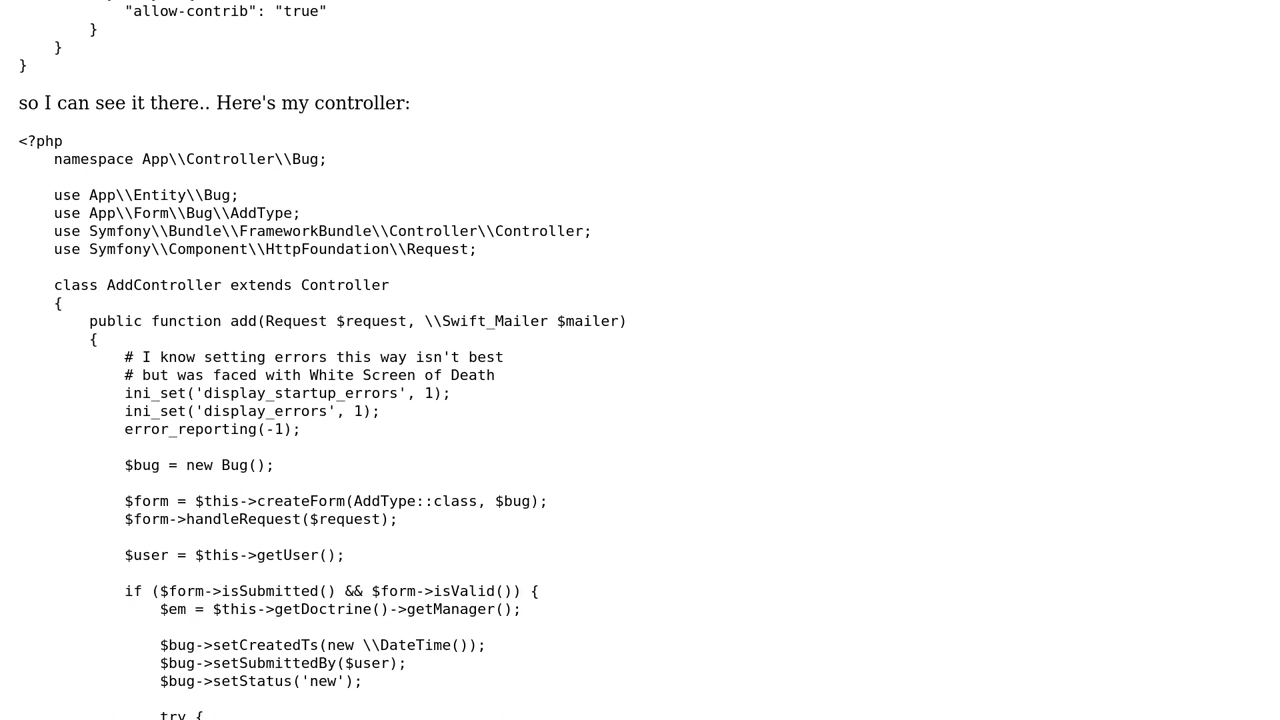 "allow-contrib": "true"
}
}
}
so I can see it there.. Here's my controller:
<?php
namespace App\\Controller\\Bug;
use App\\Entity\\Bug;
use App\\Form\\Bug\\AddType;
use Symfony\\Bundle\\FrameworkBundle\\Controller\\Controller;
use Symfony\\Component\\HttpFoundation\\Request;
class AddController extends Controller
{
public function add(Request $request, \\Swift_Mailer $mailer)
{
# I know setting errors this way isn't best
# but was faced with White Screen of Death
ini_set('display_startup_errors', 1);
ini_set('display_errors', 1);
error_reporting(-1);
$bug = new Bug();
$form = $this->createForm(AddType::class, $bug);
$form->handleRequest($request);
$user = $this->getUser();
if ($form->isSubmitted() && $form->isValid()) {
$em = $this->getDoctrine()->getManager();
$bug->setCreatedTs(new \\DateTime());
$bug->setSubmittedBy($user);
$bug->setStatus('new');
try {